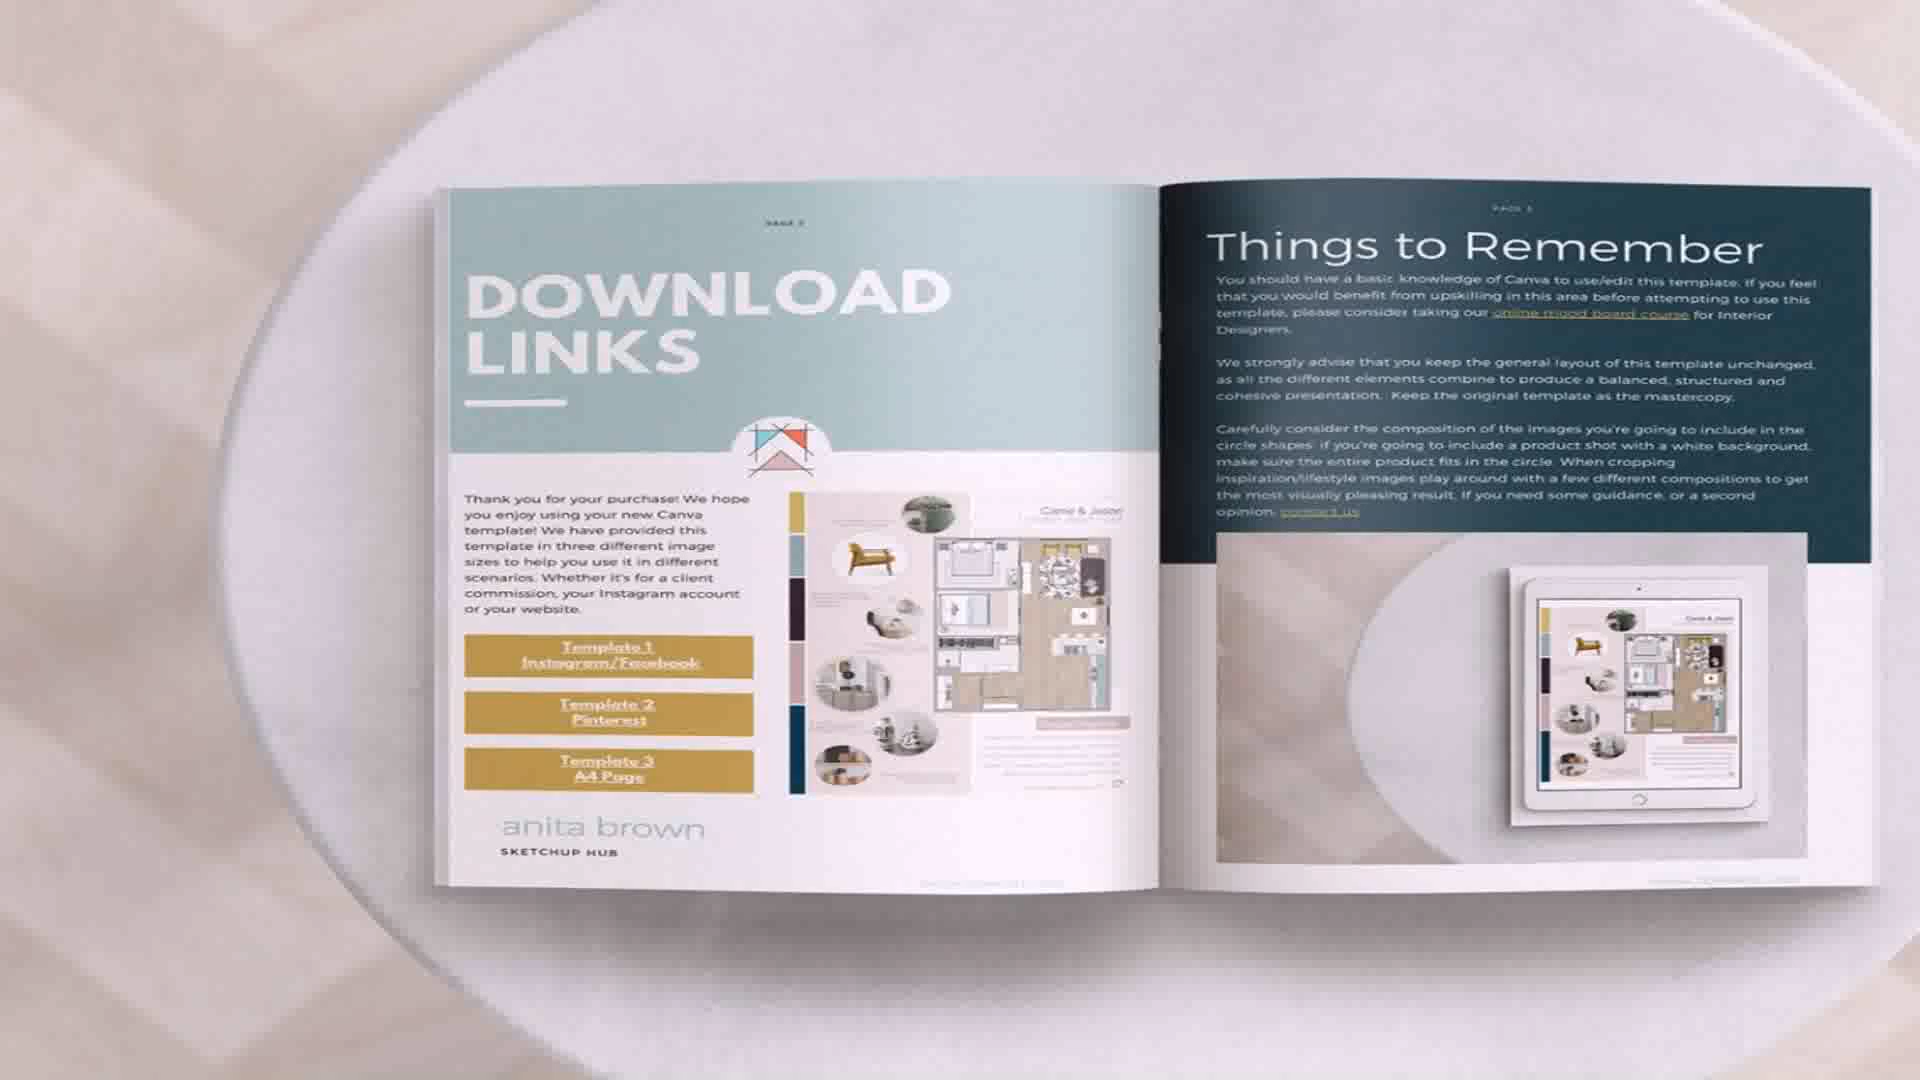 PAGE 2
DOWNLOAD
LINKS
Thank you for your purchase! We hope
you enjoy using your new Canva
template! We have provided this
template in three different image
sizes to help you use it in different
scenarios. Whether it's for a client
commission, your Instagram account
or your website.
Template 1
Instagram/Facebook
Template 2
Pinterest
Template 3
A4 Page
anita brown
SKETCHUP HUB
Carrie & Jason
PAGE 3
Things to Remember
You should have a basic knowledge of Canva to use/edit this template. If you feel
that you would benefit from upskilling in this area before attempting to use this
template, please consider taking our online mood board course for Interior
Designers.
We strongly advise that you keep the general layout of this template unchanged,
as all the different elements combine to produce a balanced, structured and
cohesive presentation. Keep the original template as the mastercopy.
Carefully consider the composition of the images you're going to include in the
circle shapes: if you're going to include a product shot with a white background,
make sure the entire product fits in the circle. When cropping
inspiration/lifestyle images play around with a few different compositions to get
the most visually pleasing result. If you need some guidance, or a second
opinion, contact us